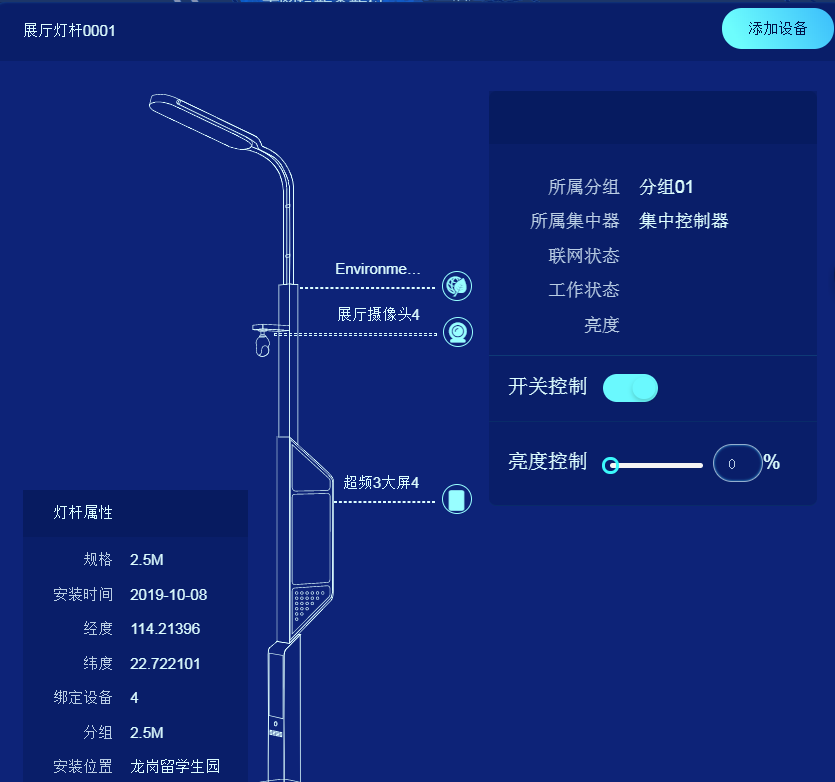 展厅灯杆0001
添加设备
所属分组 分组01
所属集中器 集中控制器
联网状态
工作状态
亮度
开关控制
亮度控制 0 %
Environme...
展厅摄像头4
超频3大屏4
灯杆属性
规格 2.5M
安装时间 2019-10-08
经度 114.21396
纬度 22.722101
绑定设备 4
分组 2.5M
安装位置 龙岗留学生园